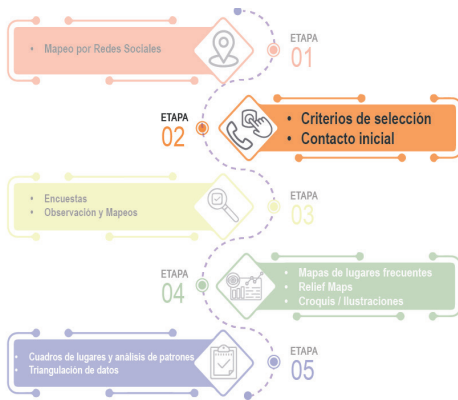 • Mapeo por Redes Sociales
ETAPA
01
ETAPA
02
• Criterios de selección
• Contacto inicial
• Encuestas
• Observación y Mapeos
ETAPA
03
ETAPA
04
• Mapas de lugares frecuentes
• Relief Maps
• Croquis / Ilustraciones
• Cuadros de lugares y análisis de patrones
• Triangulación de datos
ETAPA
05